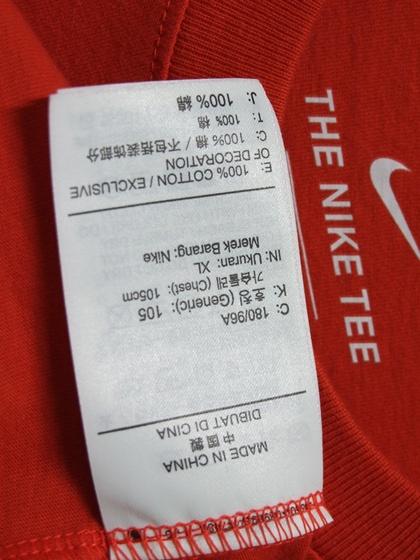 MADE IN CHINA
中國製
DIBUAT DI CINA
C: 180/96A
K: 호칭 (Generic): 105
가슴둘레 (Chest): 105cm
IN: Ukuran: XL
Merek Barang: Nike
E: 100% COTTON / EXCLUSIVE
OF DECORATION
C: 100% 棉 / 不包括装饰部分
T: 100% 棉
J: 100% 綿
THE NIKE TEE